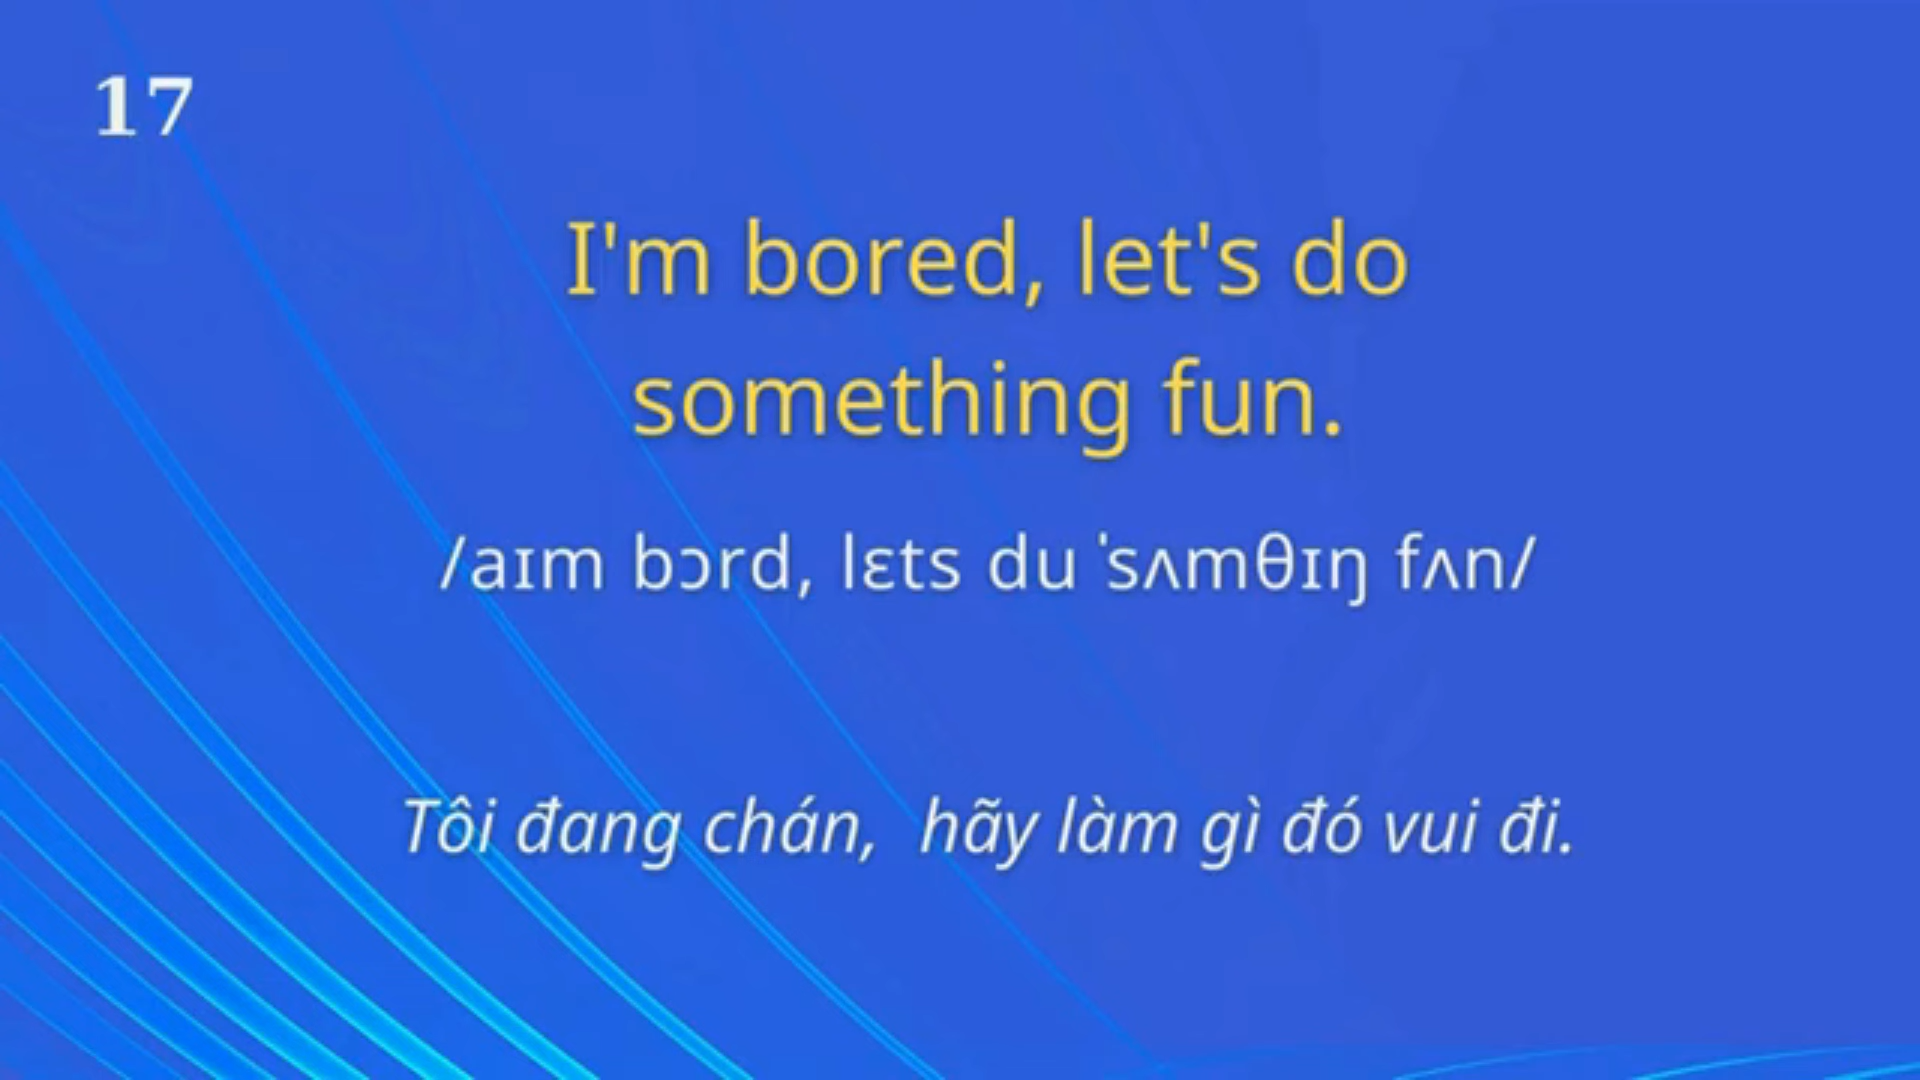 17
I'm bored, let's do
something fun.
/aɪm bɔrd, lɛts du ˈsʌmθɪŋ fʌn/
Tôi đang chán, hãy làm gì đó vui đi.